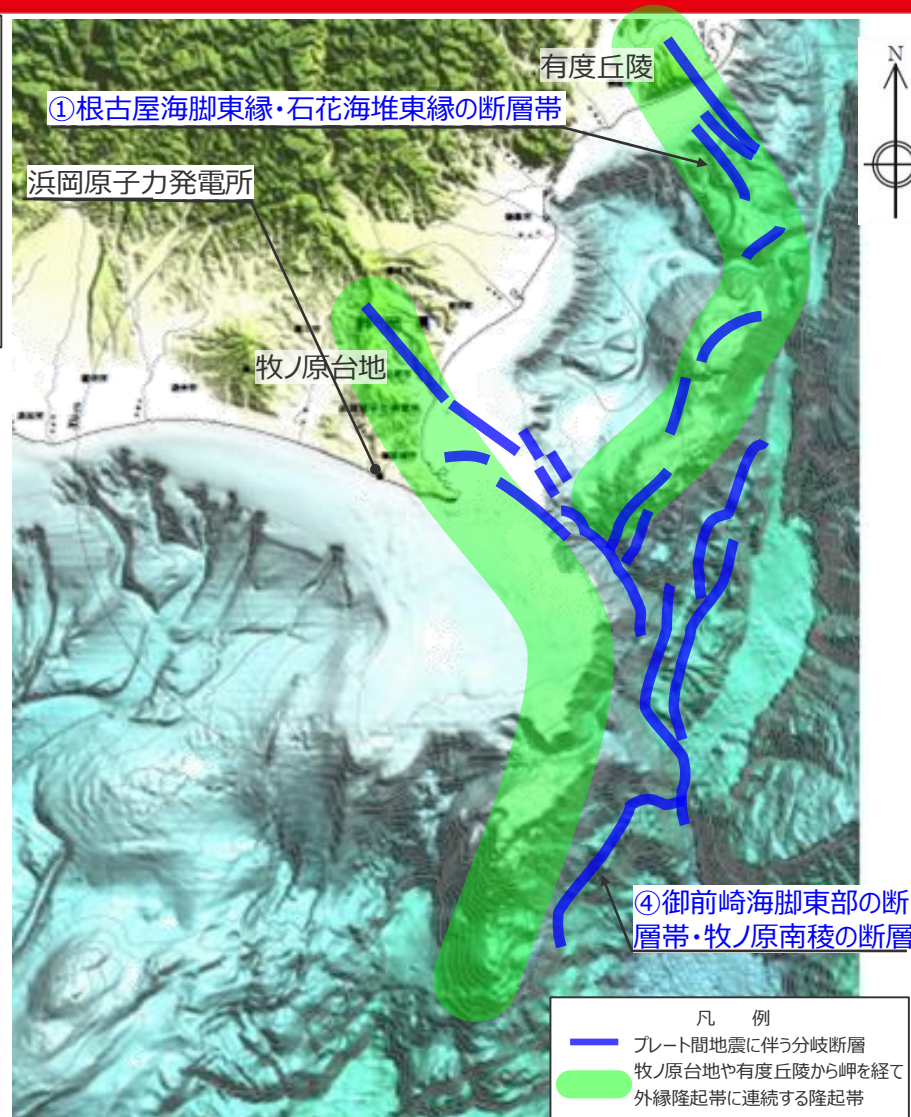 有度丘陵
N
①根古屋海脚東縁・石花海堆東縁の断層帯
浜岡原子力発電所
牧ノ原台地
④御前崎海脚東部の断
層帯・牧ノ原南稜の断層
凡 例
プレート間地震に伴う分岐断層
牧ノ原台地や有度丘陵から岬を経て
外縁隆起帯に連続する隆起帯